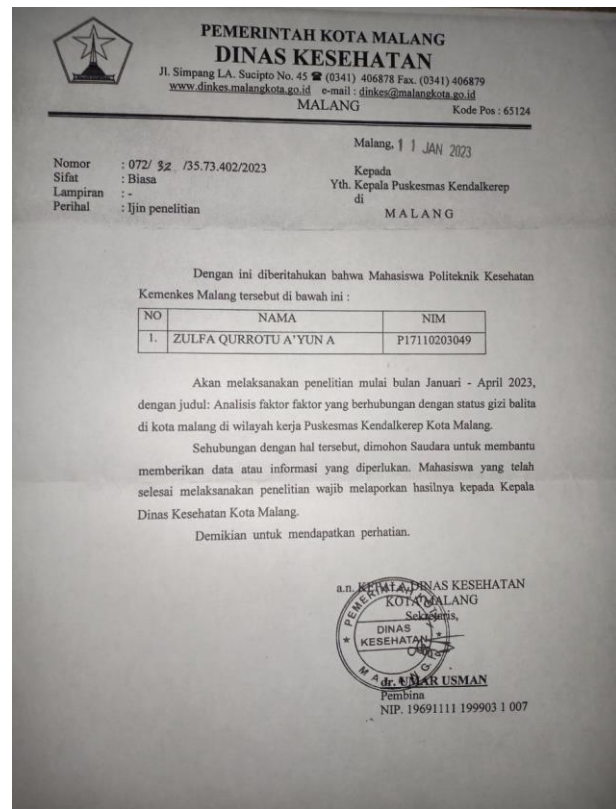 PEMERINTAH KOTA MALANG
DINAS KESEHATAN
Jl. Simpang LA. Sucipto No. 45 ☎ (0341) 406878 Fax. (0341) 406879
www.dinkes.malangkota.go.id e-mail : dinkes@malangkota.go.id
MALANG
Kode Pos : 65124
Malang, 11 JAN 2023
Nomor : 072/ 32 /35.73.402/2023
Sifat : Biasa
Lampiran : -
Perihal : Ijin penelitian
Kepada
Yth. Kepala Puskesmas Kendalkerep
di
MALANG
Dengan ini diberitahukan bahwa Mahasiswa Politeknik Kesehatan
Kemenkes Malang tersebut di bawah ini :
NO NAMA NIM
1. ZULFA QURROTU A'YUN A P17110203049
Akan melaksanakan penelitian mulai bulan Januari - April 2023,
dengan judul: Analisis faktor faktor yang berhubungan dengan status gizi balita
di kota malang di wilayah kerja Puskesmas Kendalkerep Kota Malang.
Sehubungan dengan hal tersebut, dimohon Saudara untuk membantu
memberikan data atau informasi yang diperlukan. Mahasiswa yang telah
selesai melaksanakan penelitian wajib melaporkan hasilnya kepada Kepala
Dinas Kesehatan Kota Malang.
Demikian untuk mendapatkan perhatian.
a.n. KEPALA DINAS KESEHATAN
KOTA MALANG
Sekretaris,
PEMERINTAH KOTA
DINAS
KESEHATAN
MALANG
dr. UMAR USMAN
Pembina
NIP. 19691111 199903 1 007